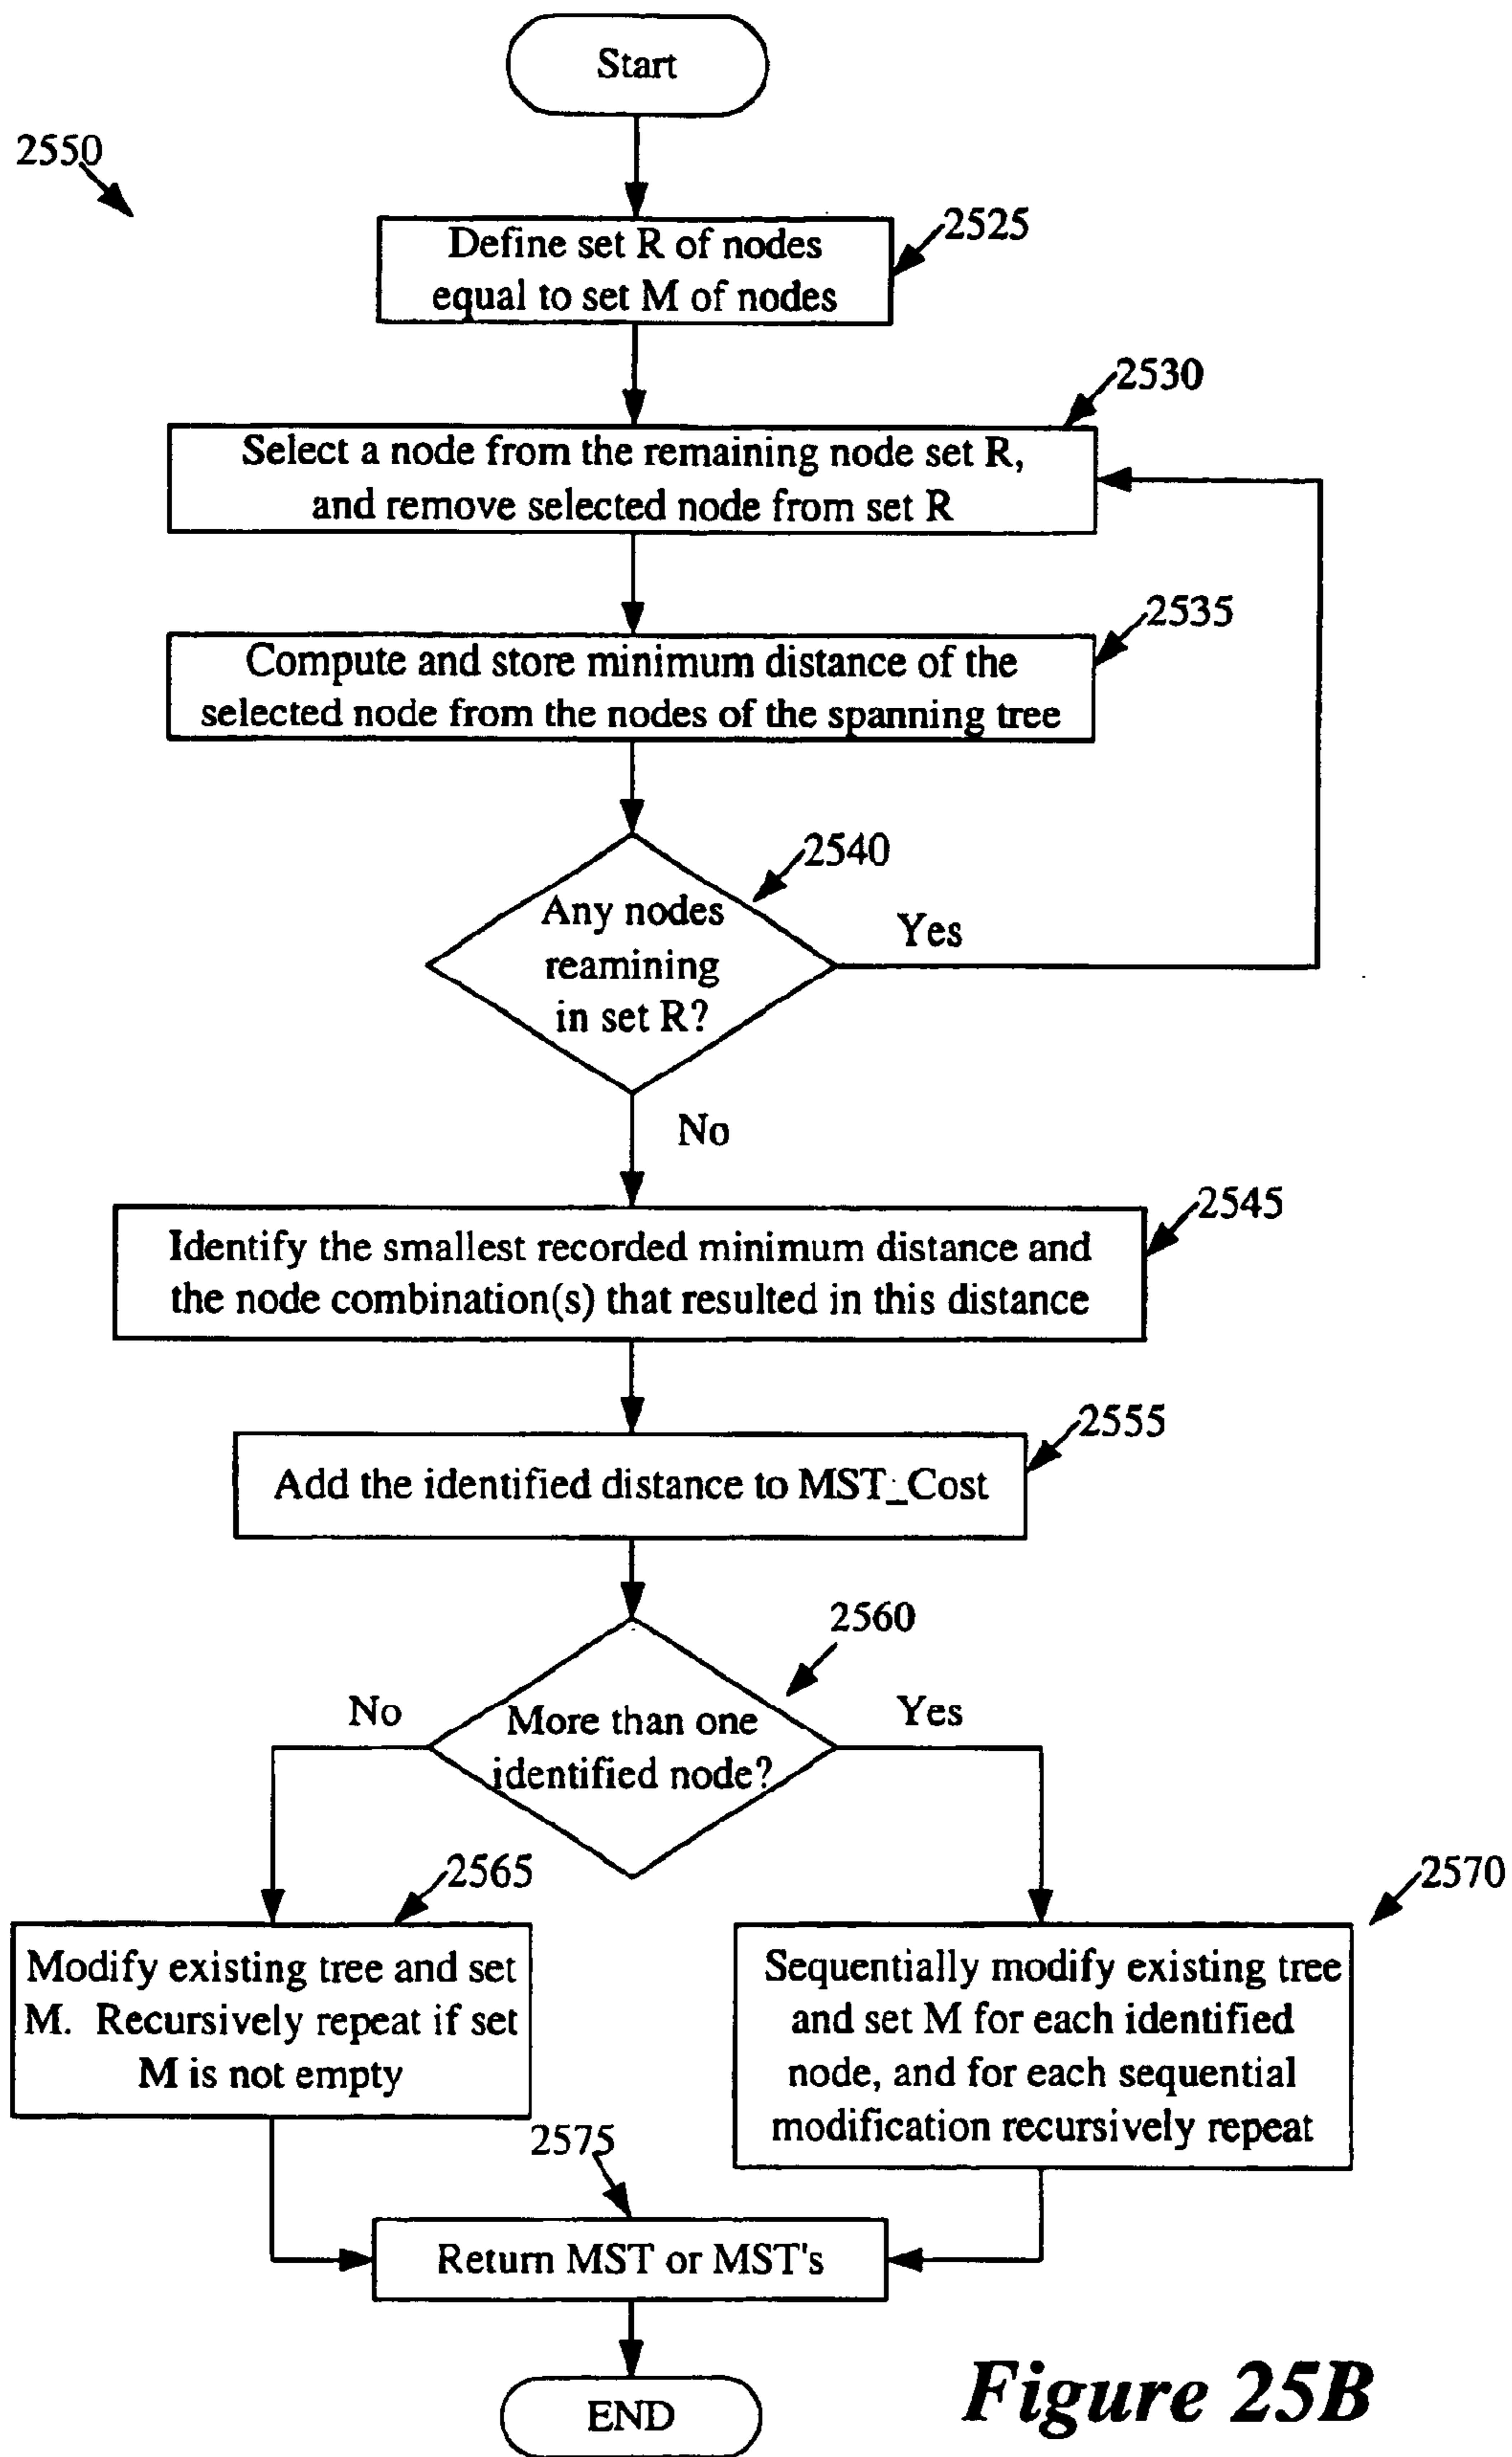 Start
2550
2525
Define set R of nodes
equal to set M of nodes
2530
Select a node from the remaining node set R,
and remove selected node from set R
2535
Compute and store minimum distance of the
selected node from the nodes of the spanning tree
2540
Any nodes
reamining
in set R?
Yes
No
2545
Identify the smallest recorded minimum distance and
the node combination(s) that resulted in this distance
2555
Add the identified distance to MST_Cost
2560
No
More than one
identified node?
Yes
2565
Modify existing tree and set
M. Recursively repeat if set
M is not empty
2570
Sequentially modify existing tree
and set M for each identified
node, and for each sequential
modification recursively repeat
2575
Return MST or MST's
END
Figure 25B